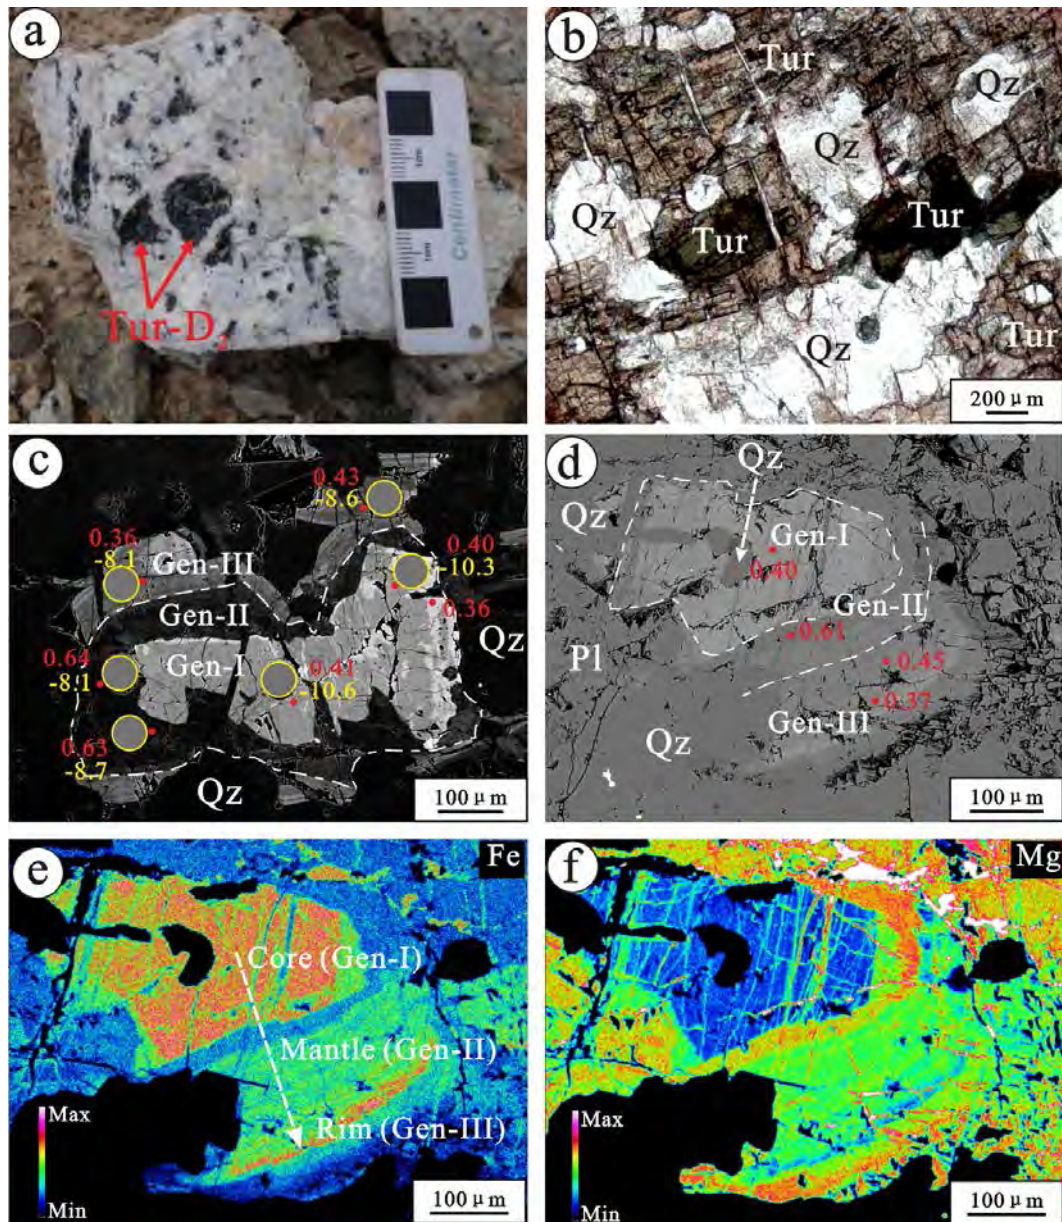 a
Centimeter
Tur-D2
b
Tur
Qz
Qz
Qz
Tur
Tur
Qz
Tur
200 μm
c
0.43
-8.6
0.36
-8.1
0.40
-10.3
Gen-III
Gen-II
0.36
Gen-I
Qz
0.64
-8.1
0.41
-10.6
0.63
-8.7
Qz
100 μm
d
Qz
Qz
Gen-I
0.40
Gen-II
0.61
Pl
0.45
0.37
Gen-III
Qz
100 μm
e
Fe
Core (Gen-I)
Mantle (Gen-II)
Rim (Gen-III)
Max
Min
100 μm
f
Mg
Max
Min
100 μm